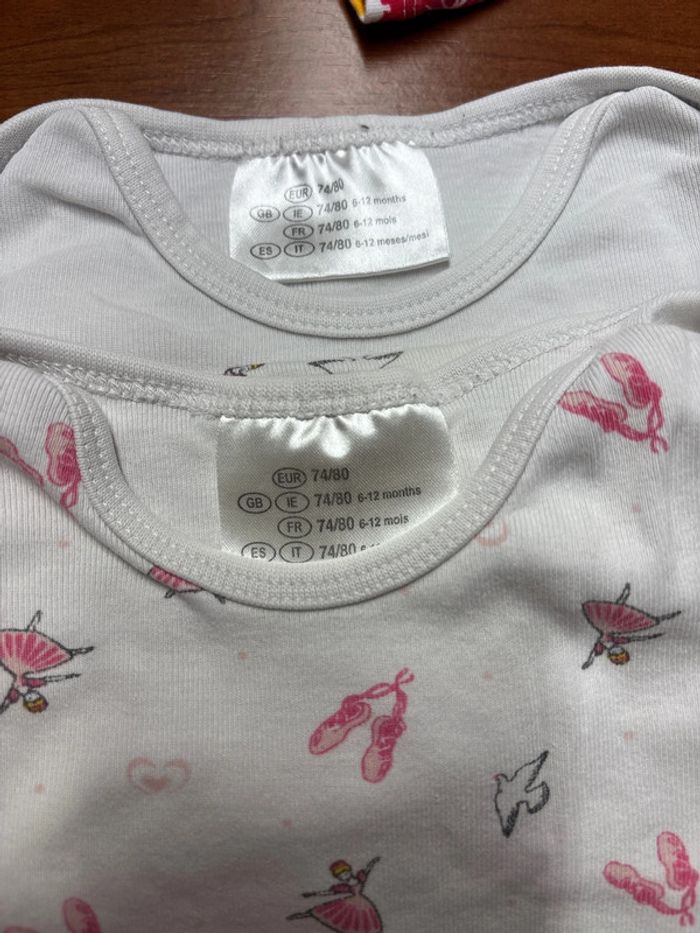 EUR 74/80
GB IE 74/80 6-12 months
FR 74/80 6-12 mois
ES IT 74/80 6-12 meses/mesi
EUR 74/80
GB IE 74/80 6-12 months
FR 74/80 6-12 mois
ES IT 74/80